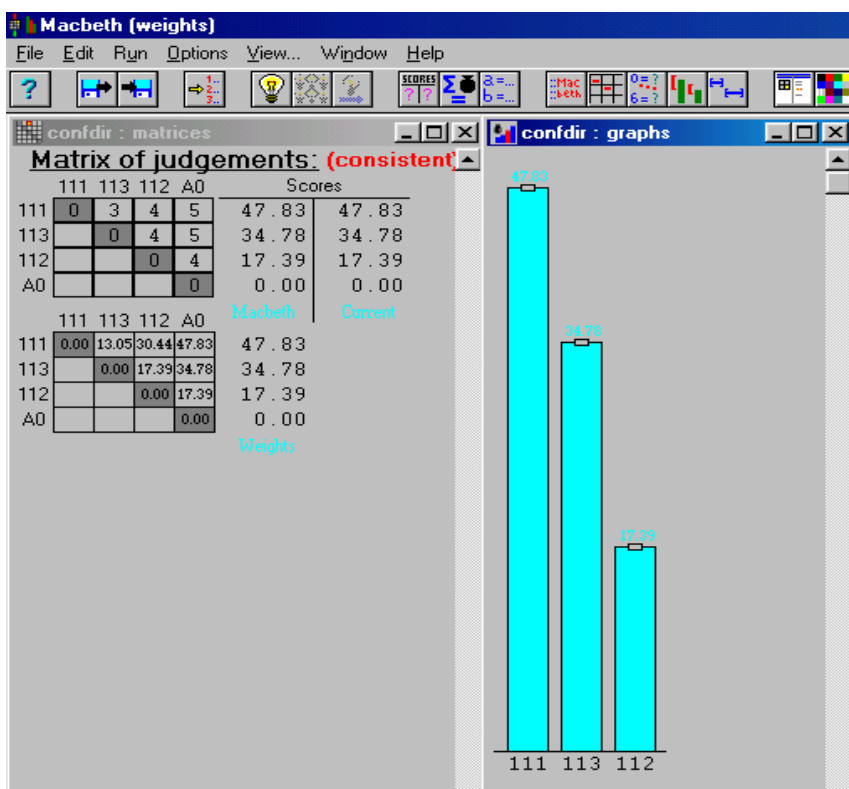 Macbeth (weights)
File Edit Run Options View... Window Help
? 1.. 2.. 3.. SCORES ? ? Σ a=... b=... Mac beth 0=? 6=?
confdir : matrices
Matrix of judgements: (consistent)
111 113 112 A0 Scores
111 0 3 4 5 47.83 47.83
113 0 4 5 34.78 34.78
112 0 4 17.39 17.39
A0 0 0.00 0.00
Macbeth Current
111 113 112 A0
111 0.00 13.05 30.44 47.83 47.83
113 0.00 17.39 34.78 34.78
112 0.00 17.39 17.39
A0 0.00 0.00
Weights
confdir : graphs
47.83
34.78
17.39
111 113 112